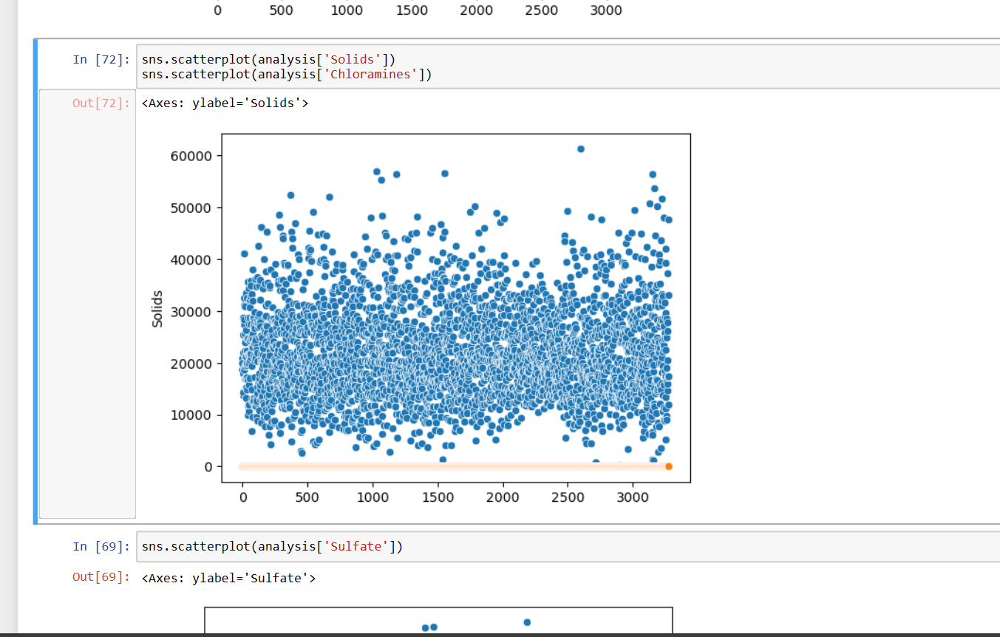 0 500 1000 1500 2000 2500 3000
In [72]: sns.scatterplot(analysis['Solids'])
sns.scatterplot(analysis['Chloramines'])
Out[72]: <Axes: ylabel='Solids'>
60000
50000
40000
30000
20000
10000
0
Solids
0 500 1000 1500 2000 2500 3000
In [69]: sns.scatterplot(analysis['Sulfate'])
Out[69]: <Axes: ylabel='Sulfate'>